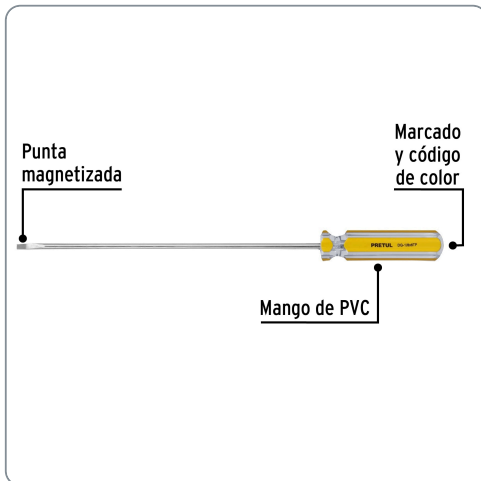 Punta
magnetizada
Marcado
y código
de color
PRETUL
Mango de PVC